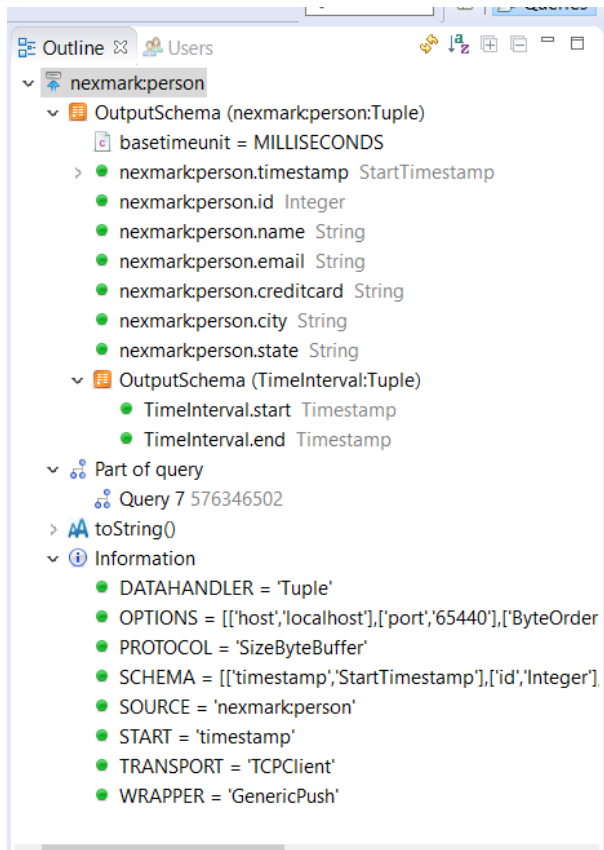 Queries
Outline Users
nexmark:person
OutputSchema (nexmark:person:Tuple)
basetimeunit = MILLISECONDS
nexmark:person.timestamp StartTimestamp
nexmark:person.id Integer
nexmark:person.name String
nexmark:person.email String
nexmark:person.creditcard String
nexmark:person.city String
nexmark:person.state String
OutputSchema (TimeInterval:Tuple)
TimeInterval.start Timestamp
TimeInterval.end Timestamp
Part of query
Query 7 576346502
toString()
Information
DATAHANDLER = 'Tuple'
OPTIONS = [['host','localhost'],['port','65440'],['ByteOrder
PROTOCOL = 'SizeByteBuffer'
SCHEMA = [['timestamp','StartTimestamp'],['id','Integer'],
SOURCE = 'nexmark:person'
START = 'timestamp'
TRANSPORT = 'TCPClient'
WRAPPER = 'GenericPush'